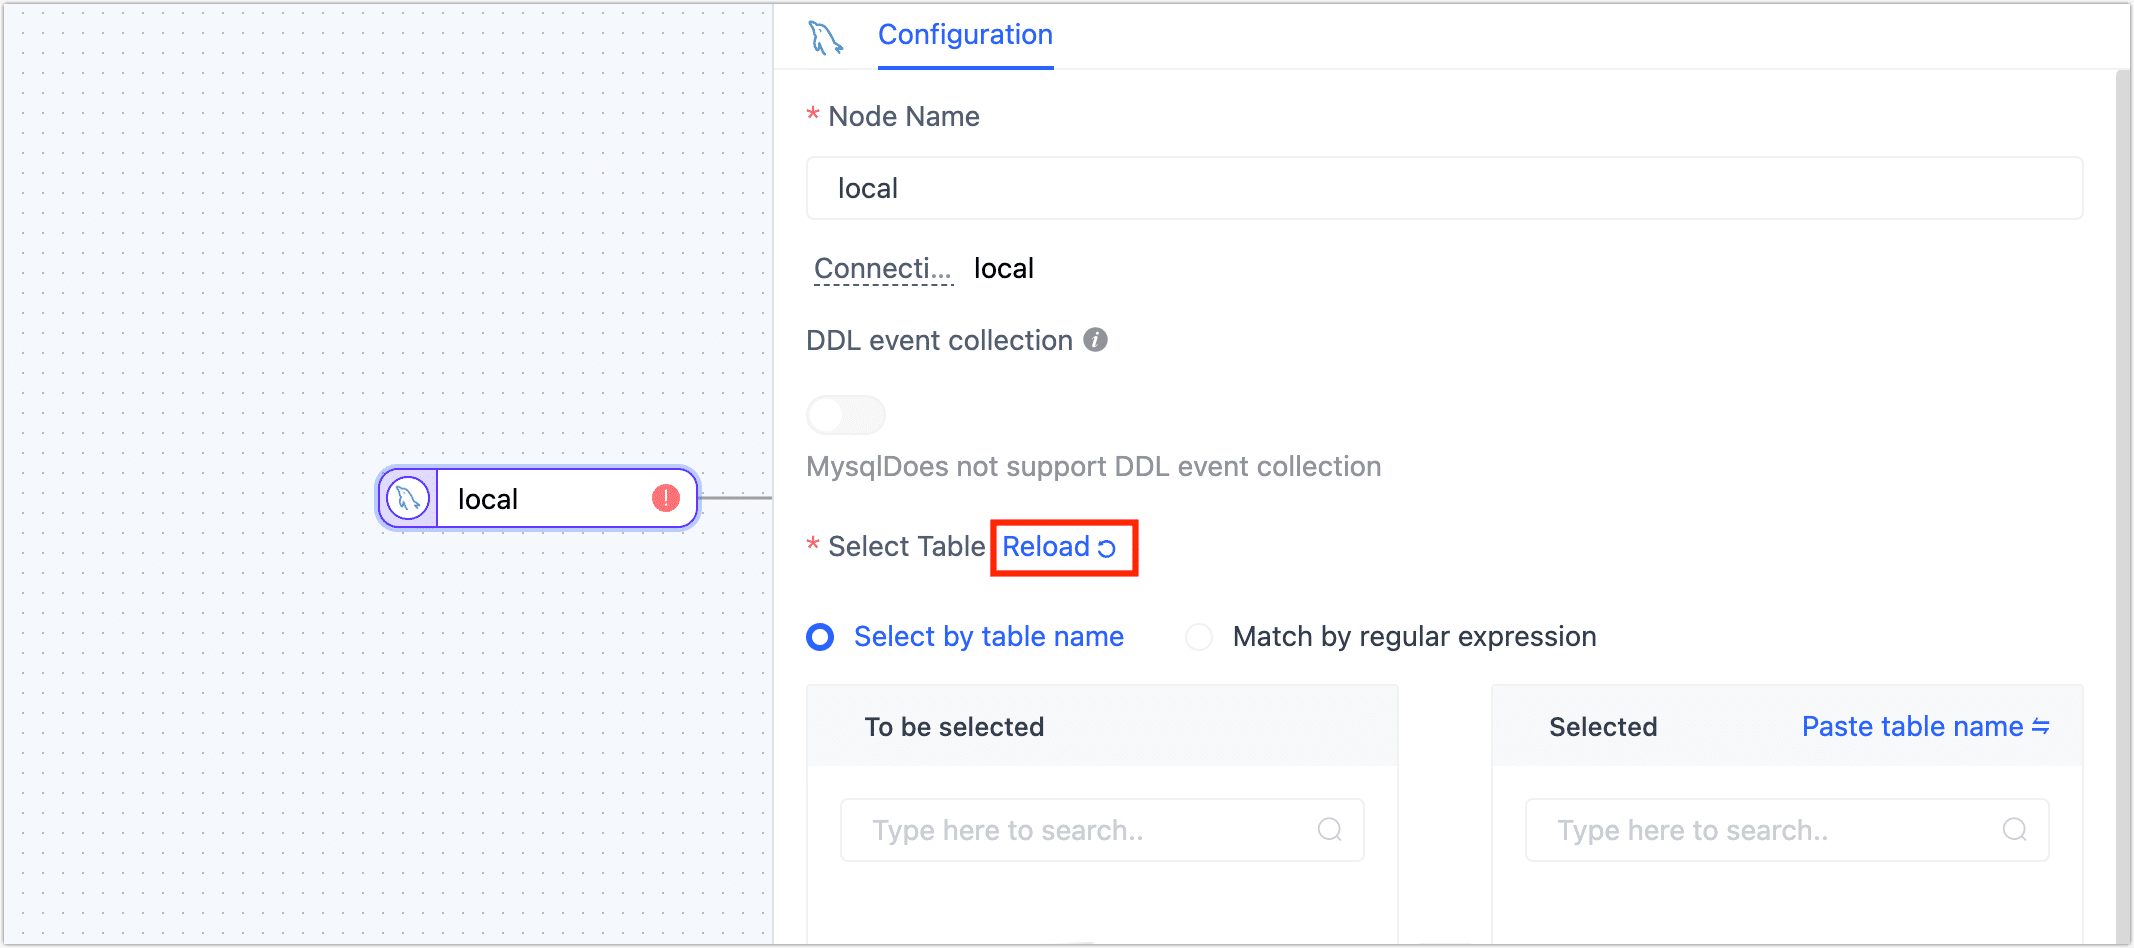 Configuration
* Node Name
local
Connecti... local
DDL event collection
MysqlDoes not support DDL event collection
local
* Select Table Reload
Select by table name Match by regular expression
To be selected
Selected Paste table name
Type here to search..
Type here to search..